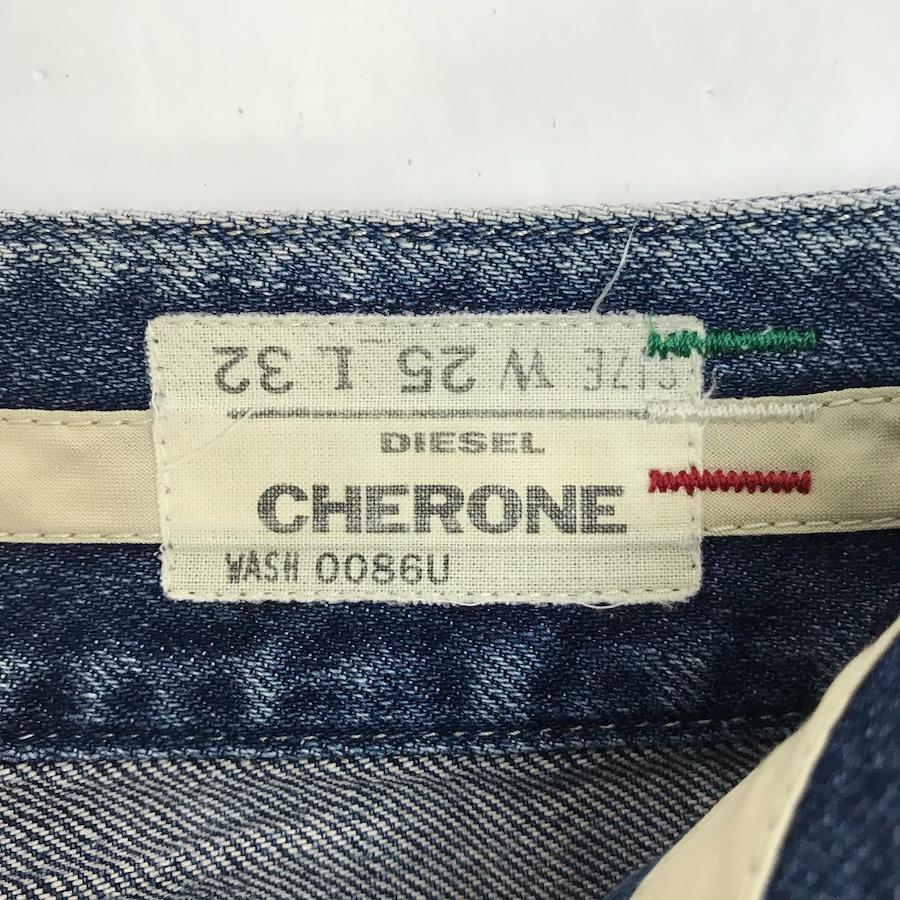 SIZE W 25 L 32
DIESEL
CHERONE
WASH 0086U